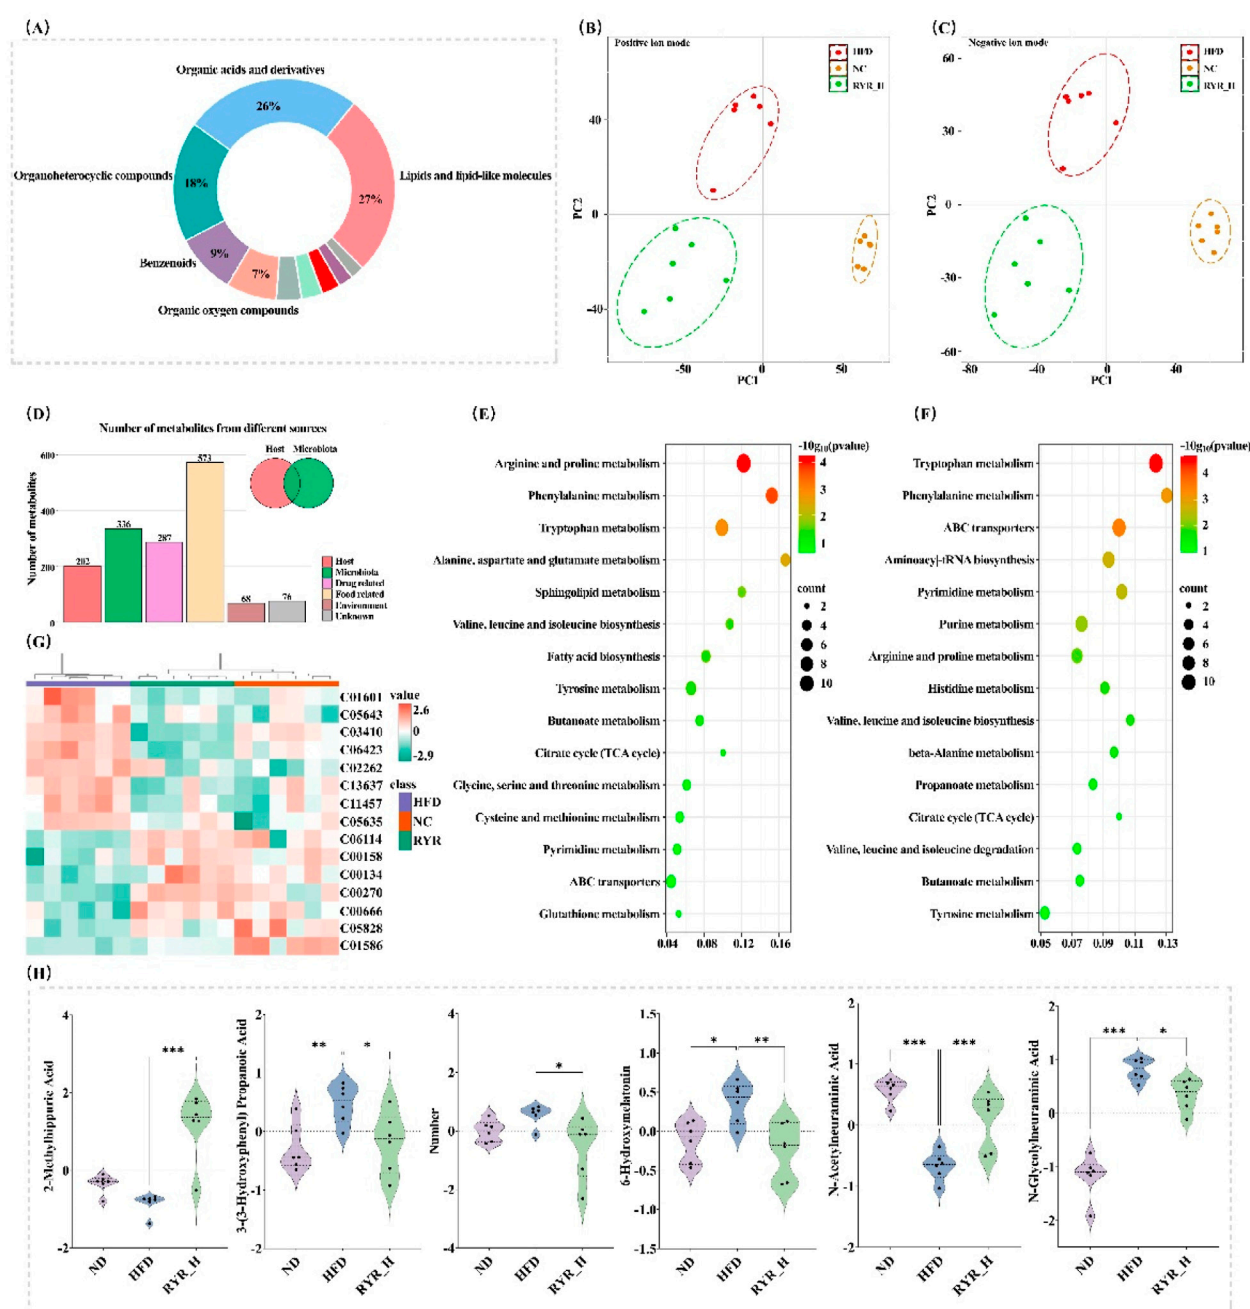 (A)
Organic acids and derivatives
26%
Organoheterocyclic compounds
18%
Lipids and lipid-like molecules
27%
Benzenoids
9%
7%
Organic oxygen compounds
(B)
Positive ion mode
HFD
NC
RYR_H
40
0
-40
PC2
-50
0
50
PC1
(C)
Negative ion mode
HFD
NC
RYR_H
60
30
0
-30
-60
PC2
-80
-40
0
40
PC1
(D)
Number of metabolites from different sources
Host
Microbiota
Number of metabolites
600
400
200
0
202
336
287
573
68
76
Host
Microbiota
Drug related
Food related
Environment
Unknown
(E)
Arginine and proline metabolism
Phenylalanine metabolism
Tryptophan metabolism
Alanine, aspartate and glutamate metabolism
Sphingolipid metabolism
Valine, leucine and isoleucine biosynthesis
Fatty acid biosynthesis
Tyrosine metabolism
Butanoate metabolism
Citrate cycle (TCA cycle)
Glycine, serine and threonine metabolism
Cysteine and methionine metabolism
Pyrimidine metabolism
ABC transporters
Glutathione metabolism
0.04
0.08
0.12
0.16
-10g10(pvalue)
4
3
2
1
count
2
4
6
8
10
(F)
Tryptophan metabolism
Phenylalanine metabolism
ABC transporters
Aminoacyl-tRNA biosynthesis
Pyrimidine metabolism
Purine metabolism
Arginine and proline metabolism
Histidine metabolism
Valine, leucine and isoleucine biosynthesis
beta-Alanine metabolism
Propanoate metabolism
Citrate cycle (TCA cycle)
Valine, leucine and isoleucine degradation
Butanoate metabolism
Tyrosine metabolism
0.05
0.07
0.09
0.11
0.13
-10g10(pvalue)
4
3
2
1
count
2
4
6
8
10
(G)
C01601
C05643
C03410
C06423
C02262
C13637
C11457
C05635
C06114
C00158
C00134
C00270
C00666
C05828
C01586
value
2.6
0
-2.9
class
HFD
NC
RYR
(H)
2-Methylhippuric Acid
4
2
0
-2
***
ND
HFD
RYR_H
3-(3-Hydroxyphenyl) Propanoic Acid
2
1
0
-1
-2
**
*
ND
HFD
RYR_H
Number
4
2
0
-2
-4
*
ND
HFD
RYR_H
6-Hydroxymelatonin
1.5
1.0
0.5
0.0
-0.5
-1.0
-1.5
*
**
ND
HFD
RYR_H
N-Acetylneuraminic Acid
2
1
0
-1
2
***
***
ND
HFD
RYR_H
N-Glycolylneuraminic Acid
2
1
0
-1
-2
***
*
ND
HFD
RYR_H